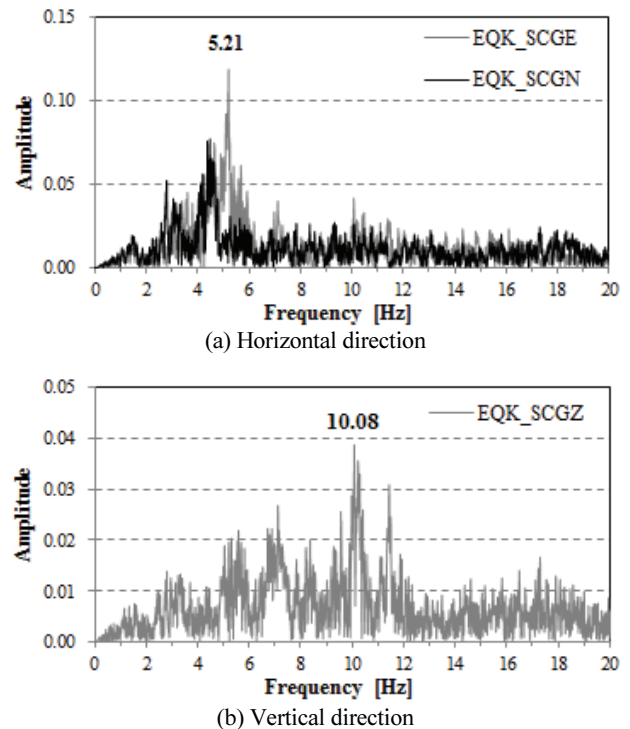 0.15
0.10
0.05
0.00
Amplitude
5.21
EQK_SCGE
EQK_SCGN
0 2 4 6 8 10 12 14 16 18 20
Frequency [Hz]
(a) Horizontal direction
0.05
0.04
0.03
0.02
0.01
0.00
Amplitude
10.08
EQK_SCGZ
0 2 4 6 8 10 12 14 16 18 20
Frequency [Hz]
(b) Vertical direction